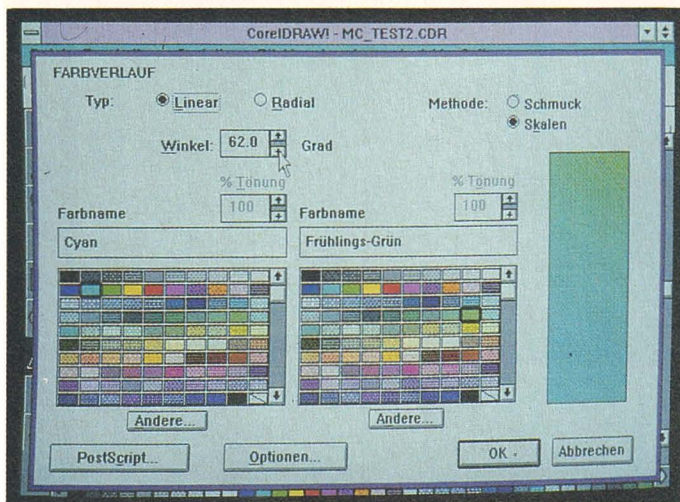 CorelDRAW! - MC_TEST2.CDR
FARBVERLAUF
Typ: Linear Radial Methode: Schmuck
Skalen
Winkel: 62.0 Grad
% Tönung % Tönung
Farbname 100 Farbname 100
Cyan Frühlings-Grün
Andere... Andere...
PostScript... Optionen... OK Abbrechen